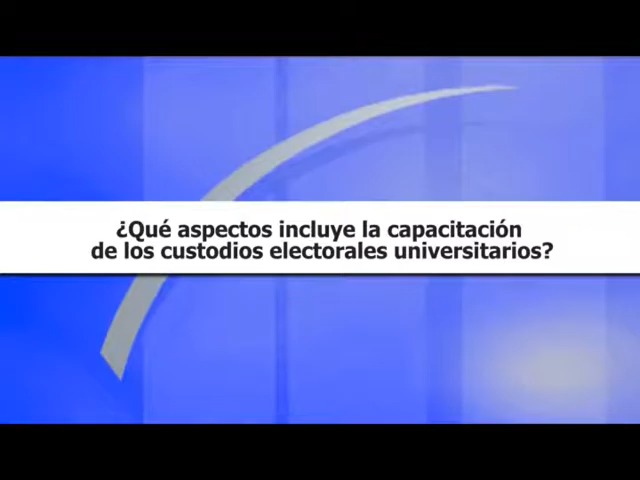 ¿Qué aspectos incluye la capacitación
de los custodios electorales universitarios?